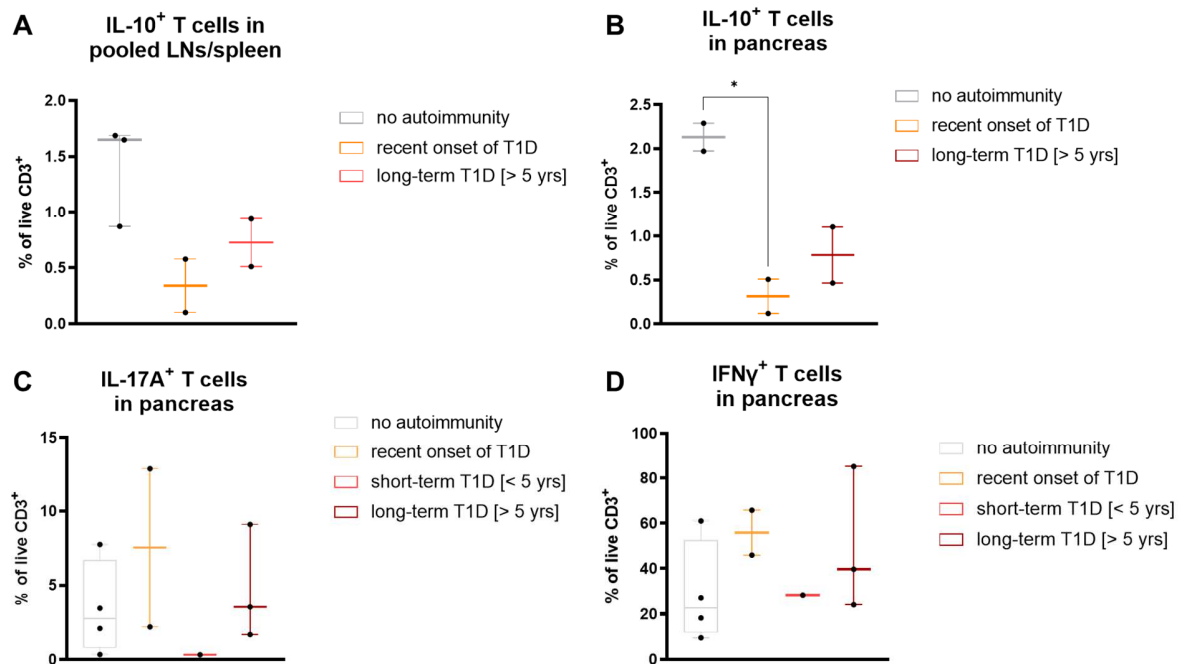 A
IL-10⁺ T cells in
pooled LNs/spleen
% of live CD3⁺
2.0
1.5
1.0
0.5
0.0
no autoimmunity
recent onset of T1D
long-term T1D [> 5 yrs]
B
IL-10⁺ T cells
in pancreas
% of live CD3⁺
2.5
2.0
1.5
1.0
0.5
0.0
*
no autoimmunity
recent onset of T1D
long-term T1D [> 5 yrs]
C
IL-17A⁺ T cells
in pancreas
% of live CD3⁺
15
10
5
0
no autoimmunity
recent onset of T1D
short-term T1D [< 5 yrs]
long-term T1D [> 5 yrs]
D
IFNγ⁺ T cells
in pancreas
% of live CD3⁺
100
80
60
40
20
0
no autoimmunity
recent onset of T1D
short-term T1D [< 5 yrs]
long-term T1D [> 5 yrs]